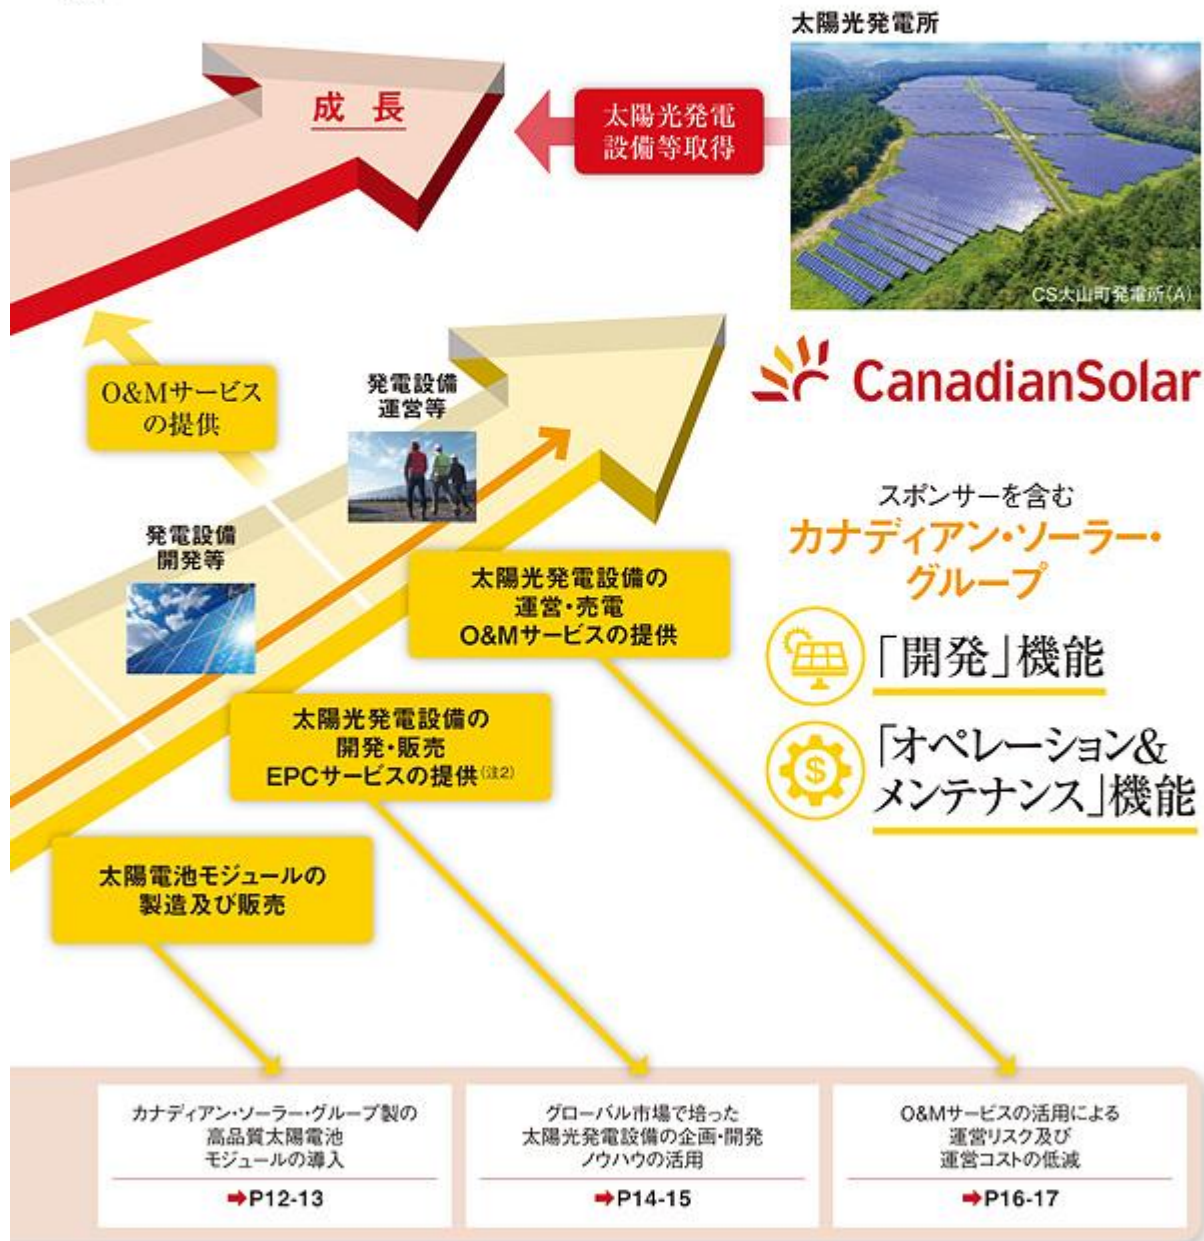 太陽光発電所
成長
太陽光発電
設備等取得
CS大山町発電所(A)
CanadianSolar
O&Mサービス
の提供
発電設備
運営等
発電設備
開発等
スポンサーを含む
カナディアン・ソーラー・
グループ
「開発」機能
「オペレーション&
メンテナンス」機能
太陽光発電設備の
運営・売電
O&Mサービスの提供
太陽光発電設備の
開発・販売
EPCサービスの提供(注2)
太陽電池モジュールの
製造及び販売
カナディアン・ソーラー・グループ製の
高品質太陽電池
モジュールの導入
➡P12-13
グローバル市場で培った
太陽光発電設備の企画・開発
ノウハウの活用
➡P14-15
O&Mサービスの活用による
運営リスク及び
運営コストの低減
➡P16-17